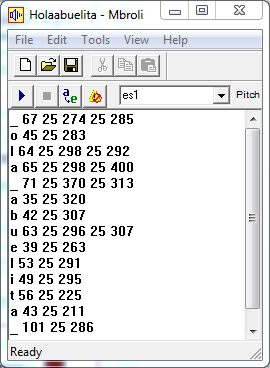 Holaabuelita - Mbroli
File Edit Tools View Help
es1 Pitch
_ 67 25 274 25 285
o 45 25 283
l 64 25 298 25 292
a 65 25 298 25 400
_ 71 25 370 25 313
a 35 25 320
b 42 25 307
u 63 25 296 25 307
e 39 25 263
l 53 25 291
i 49 25 295
t 56 25 225
a 43 25 211
_ 101 25 286
Ready